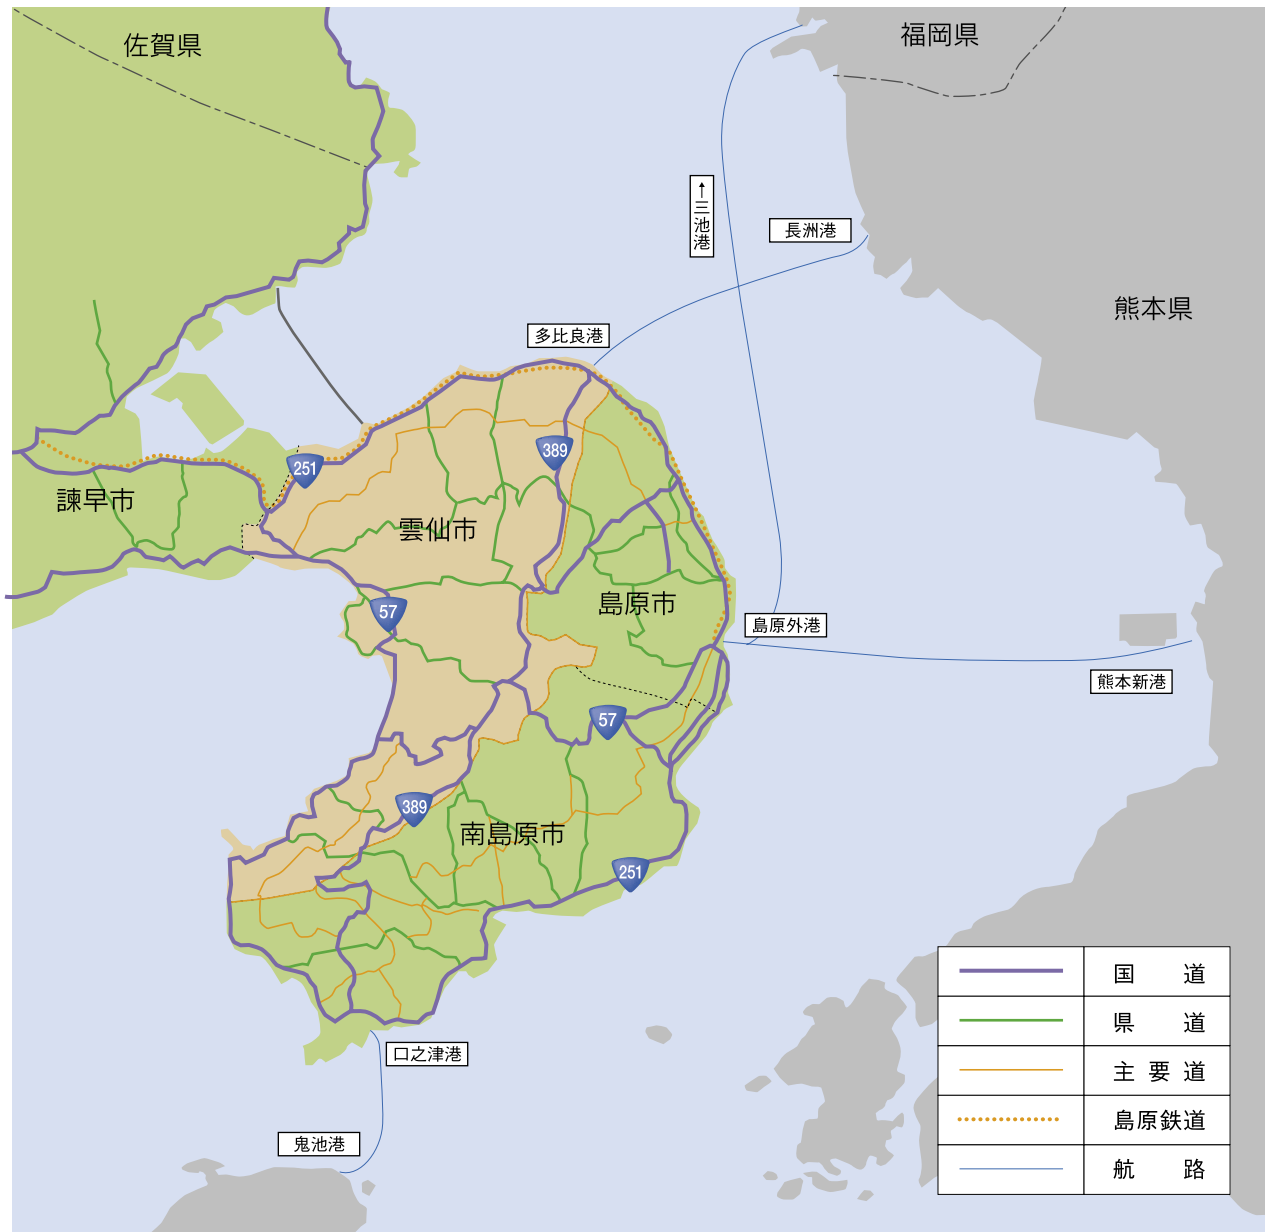 佐賀県
福岡県
↑三池港
長洲港
熊本県
多比良港
389
251
諫早市
雲仙市
57
島原市
島原外港
熊本新港
57
389
南島原市
251
国道
県道
主要道
島原鉄道
航路
口之津港
鬼池港